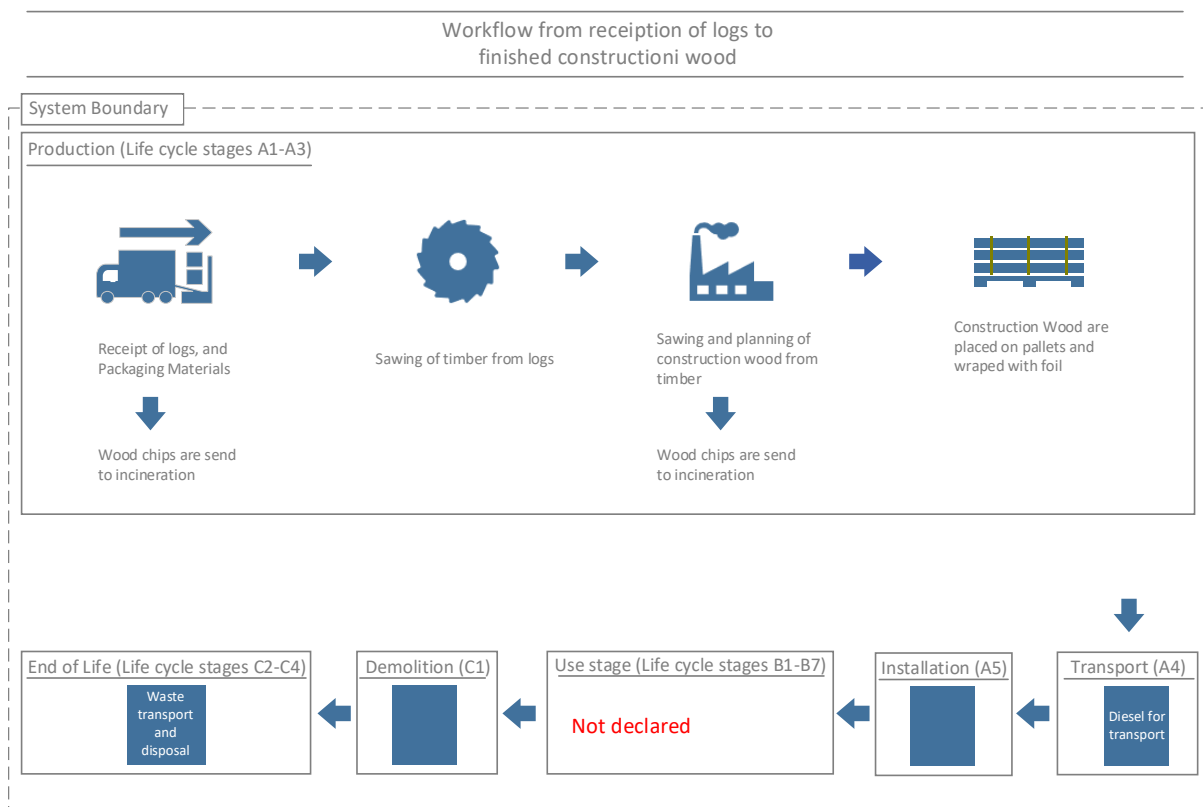 Workflow from receiption of logs to
finished constructioni wood
System Boundary
Production (Life cycle stages A1-A3)
Receipt of logs, and
Packaging Materials
Sawing of timber from logs
Sawing and planning of
construction wood from
timber
Construction Wood are
placed on pallets and
wraped with foil
Wood chips are send
to incineration
Wood chips are send
to incineration
End of Life (Life cycle stages C2-C4)
Waste
transport
and
disposal
Demolition (C1)
Use stage (Life cycle stages B1-B7)
Not declared
Installation (A5)
Transport (A4)
Diesel for
transport